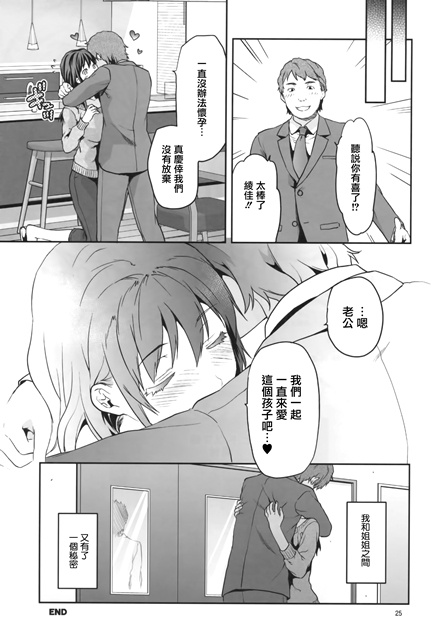 聽說你有喜了!?
太棒了
綾佳!!
一直沒辦法懷孕…
真慶倖我們
沒有放棄
…嗯
老公
我們一起
一直來愛
這個孩子吧…♥
我和姐姐之間
又有了
一個秘密
END
25